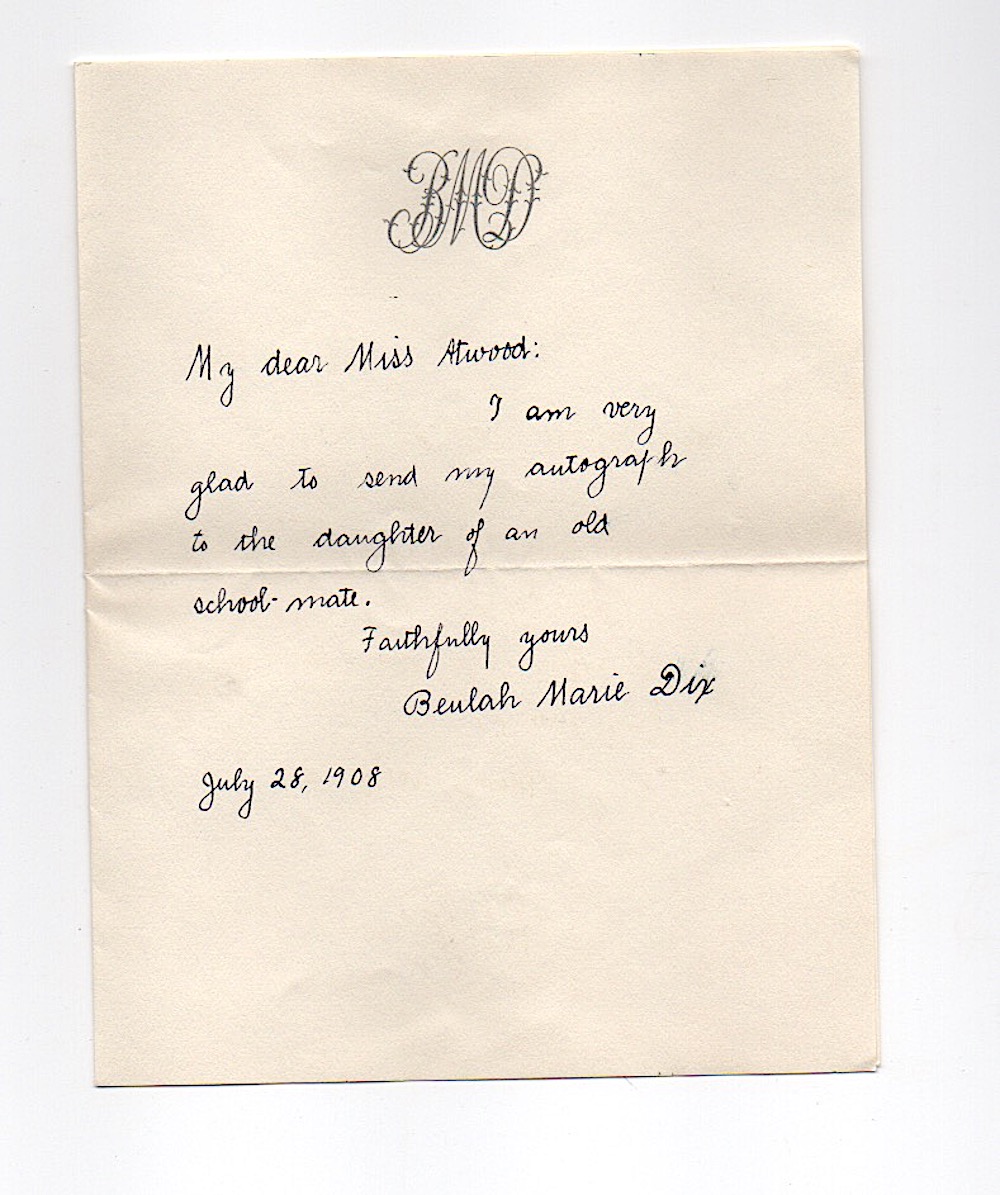 BMD
My dear Miss Atwood:
I am very
glad to send my autograph
to the daughter of an old
school-mate.
Faithfully yours
Beulah Marie Dix
July 28, 1908